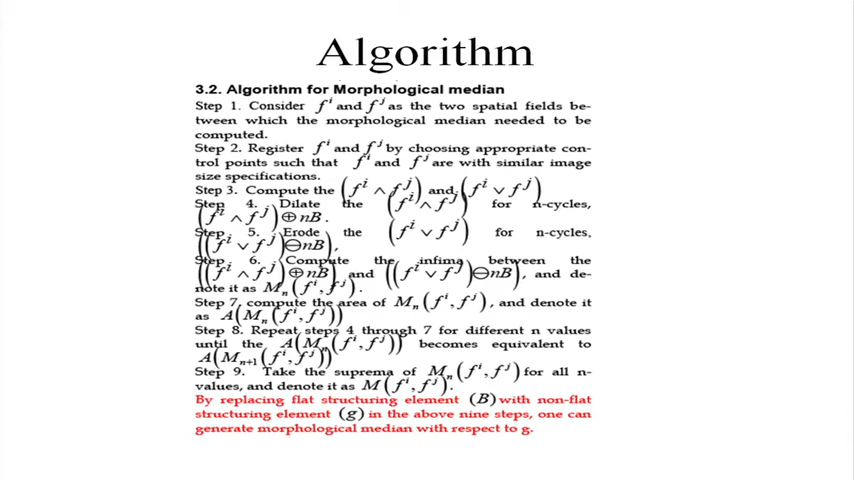 Algorithm
3.2. Algorithm for Morphological median
Step 1. Consider f^i and f^j as the two spatial fields be-
tween which the morphological median needed to be
computed.
Step 2. Register f^i and f^j by choosing appropriate con-
trol points such that f^i and f^j are with similar image
size specifications.
Step 3. Compute the (f^i ∧ f^j) and (f^i ∨ f^j)
Step 4. Dilate the (f^i ∧ f^j) for n-cycles,
(f^i ∧ f^j)⊕nB.
Step 5. Erode the (f^i ∨ f^j) for n-cycles,
((f^i ∨ f^j)⊖nB),
Step 6. Compute the infima between the
((f^i ∧ f^j)⊕nB) and ((f^i ∨ f^j)⊖nB), and de-
note it as M_n(f^i, f^j).
Step 7. compute the area of M_n(f^i, f^j), and denote it
as A(M_n(f^i, f^j))
Step 8. Repeat steps 4 through 7 for different n values
until the A(M_n(f^i, f^j)) becomes equivalent to
A(M_{n+1}(f^i, f^j))
Step 9. Take the suprema of M_n(f^i, f^j) for all n-
values, and denote it as M(f^i, f^j).
By replacing flat structuring element (B) with non-flat
structuring element (g) in the above nine steps, one can
generate morphological median with respect to g.